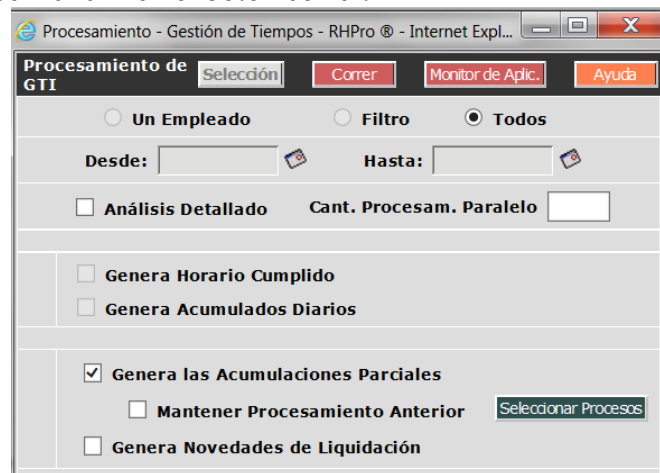 Procesamiento - Gestión de Tiempos - RHPro ® - Internet Expl...
Procesamiento de GTI Selección Correr Monitor de Aplic. Ayuda
Un Empleado Filtro Todos
Desde: Hasta:
Análisis Detallado Cant. Procesam. Paralelo
Genera Horario Cumplido
Genera Acumulados Diarios
Genera las Acumulaciones Parciales
Mantener Procesamiento Anterior Seleccionar Procesos
Genera Novedades de Liquidación